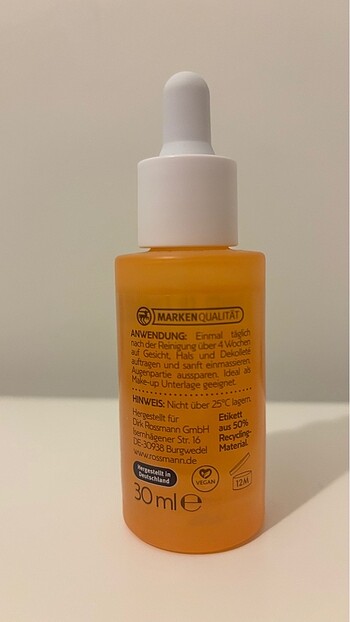 MARKENQUALITÄT
ANWENDUNG: Einmal täglich
nach der Reinigung über 4 Wochen
auf Gesicht, Hals und Dekolleté
auftragen und sanft einmassieren.
Augenpartie aussparen. Ideal als
Make-up Unterlage geeignet.
HINWEIS: Nicht über 25°C lagern.
Hergestellt für
Dirk Rossmann GmbH
Isernhägener Str. 16
DE-30938 Burgwedel
www.rossmann.de
Etikett
aus 50%
Recycling-
Material.
Hergestellt in
Deutschland
VEGAN
12M
30 ml ℮